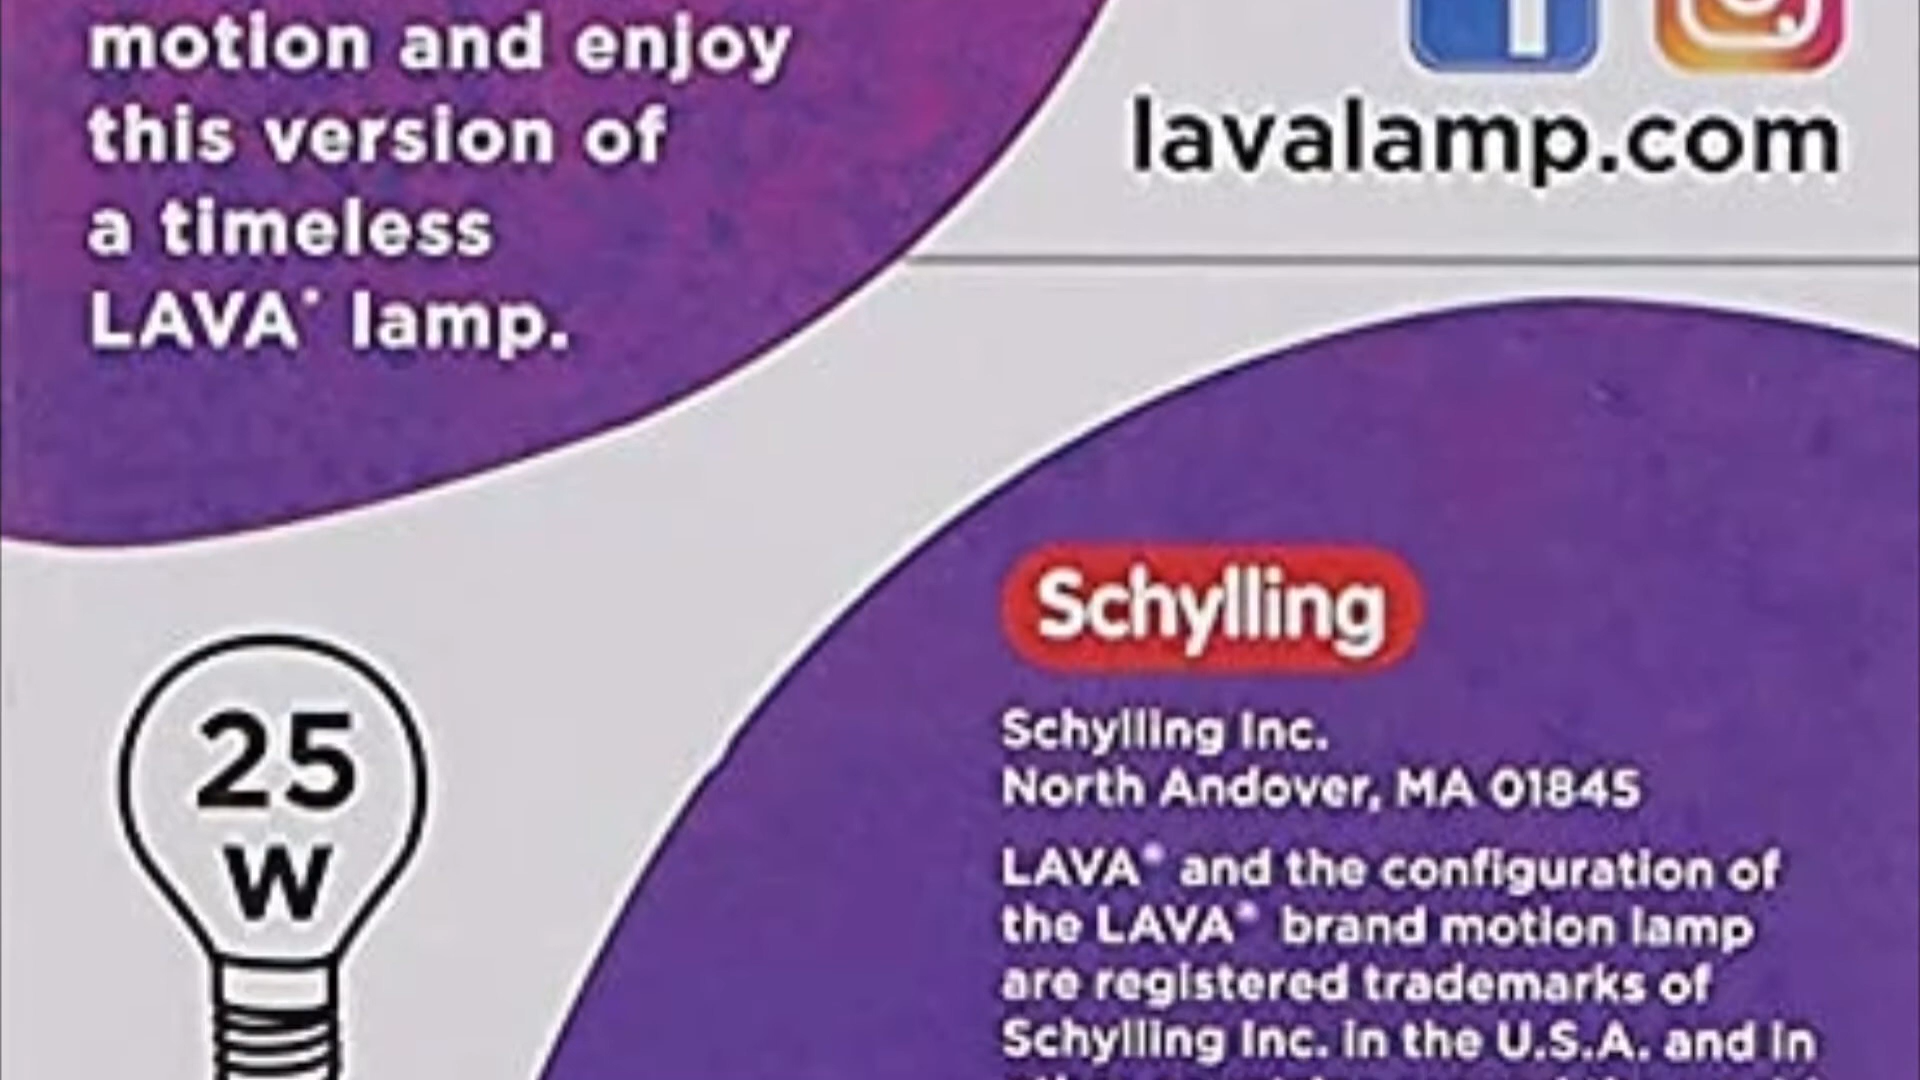 motion and enjoy
this version of
a timeless
LAVA® lamp.
lavalamp.com
25
W
Schylling
Schylling Inc.
North Andover, MA 01845
LAVA® and the configuration of
the LAVA® brand motion lamp
are registered trademarks of
Schylling Inc. in the U.S.A. and in